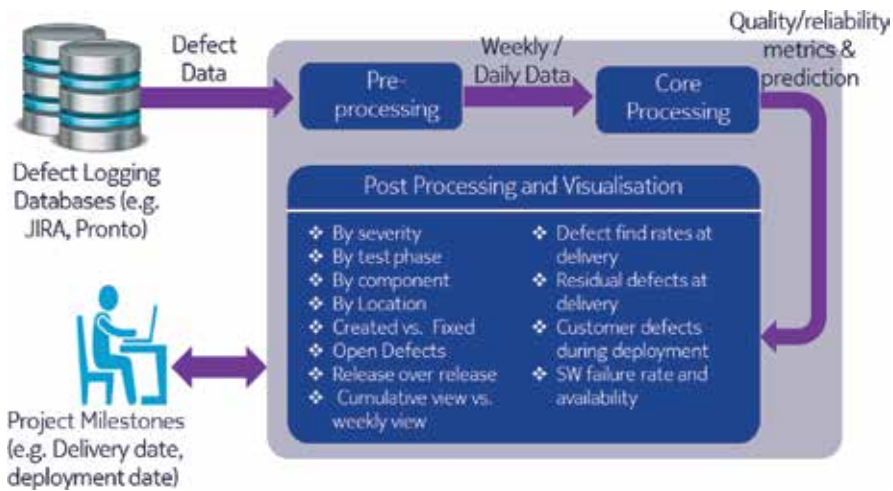 Defect
Data
Defect Logging
Databases (e.g.
JIRA, Pronto)
Pre-
processing
Weekly /
Daily Data
Core
Processing
Quality/reliability
metrics &
prediction
Post Processing and Visualisation
❖ By severity
❖ By test phase
❖ By component
❖ By Location
❖ Created vs. Fixed
❖ Open Defects
❖ Release over release
❖ Cumulative view vs.
weekly view
❖ Defect find rates at
delivery
❖ Residual defects at
delivery
❖ Customer defects
during deployment
❖ SW failure rate and
availability
Project Milestones
(e.g. Delivery date,
deployment date)